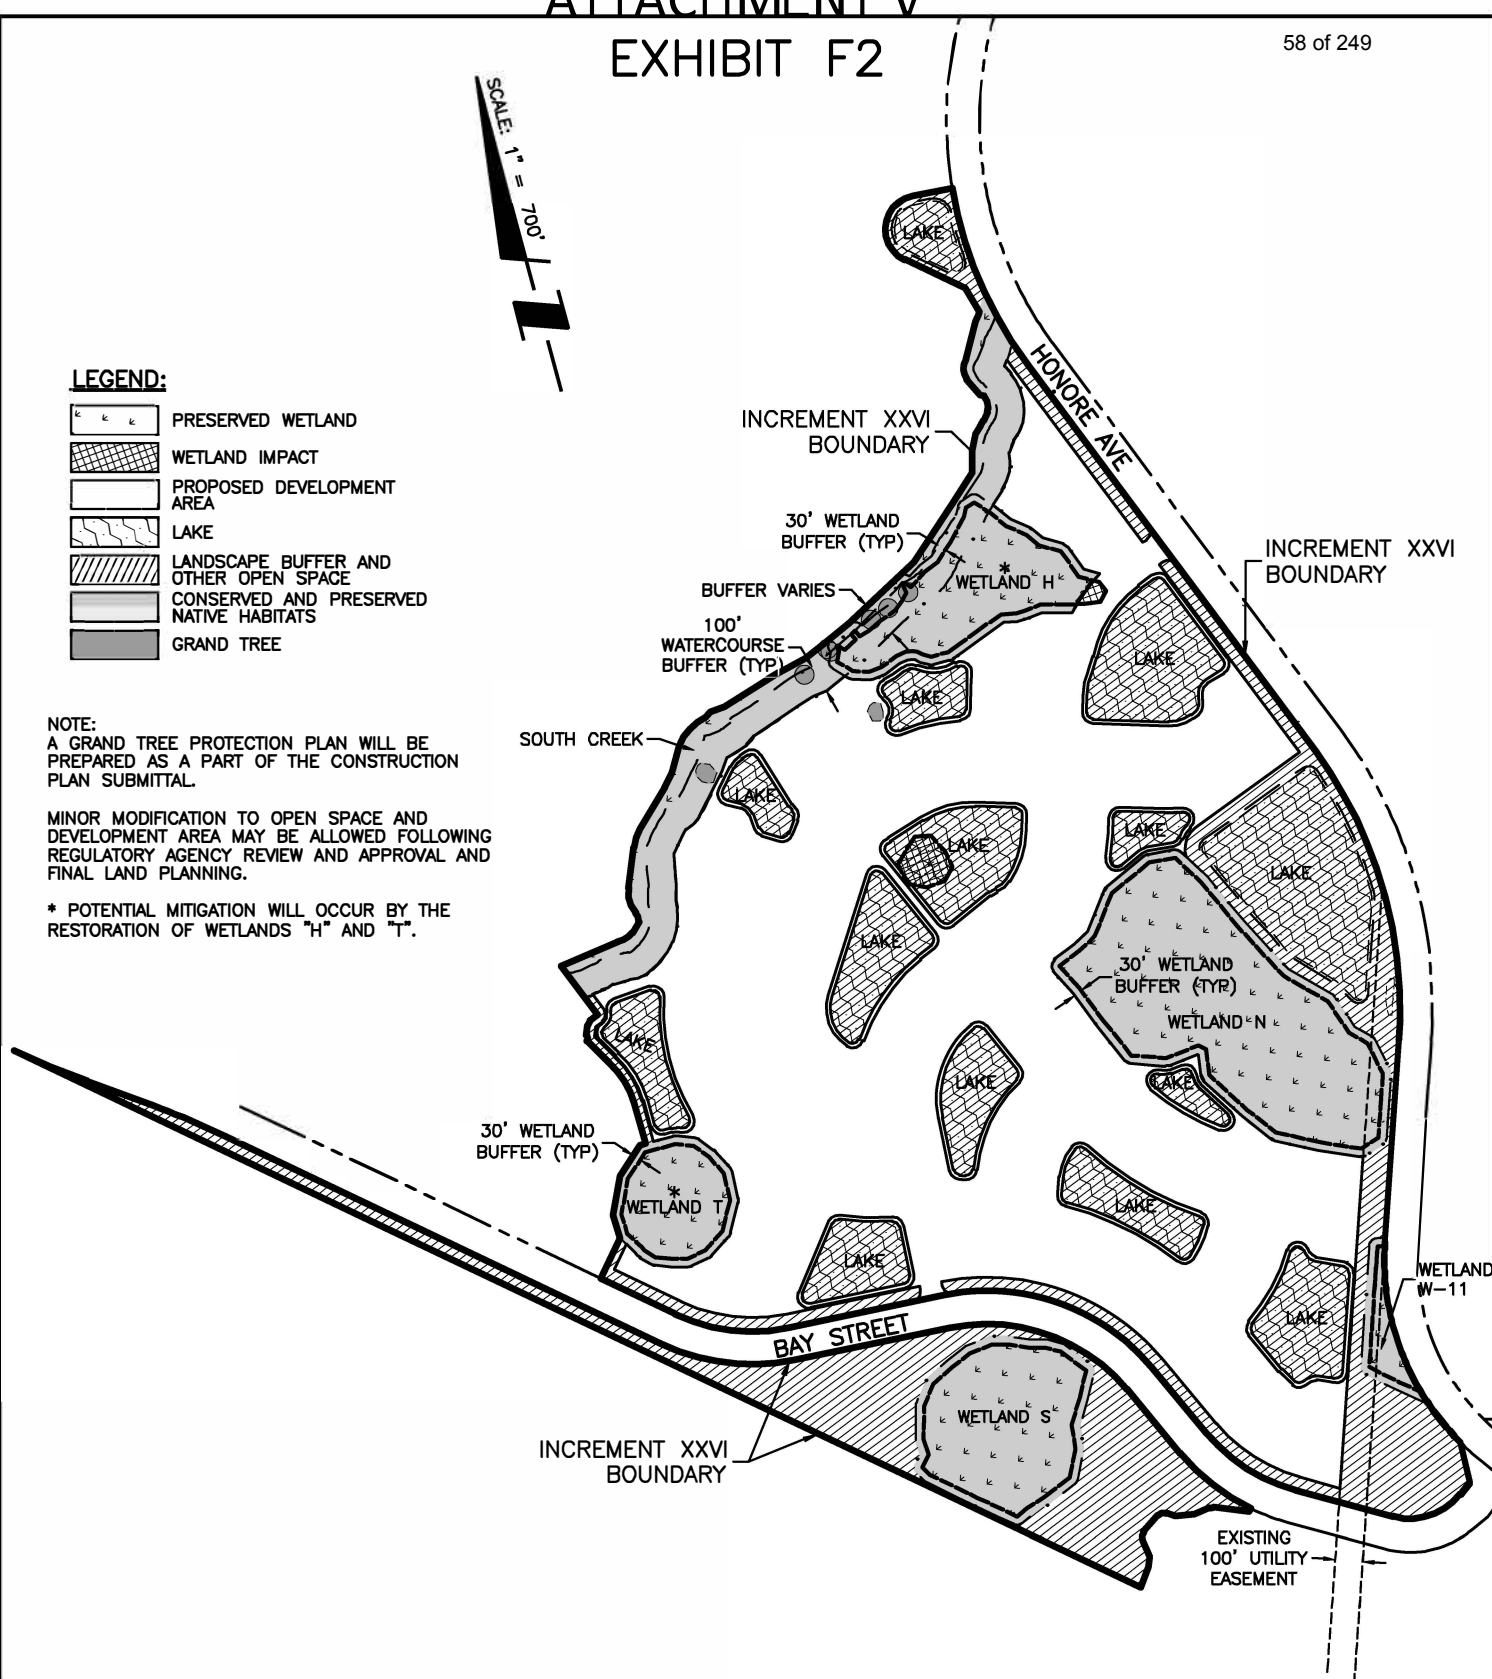 ATTACHMENT V
EXHIBIT F2
58 of 249
SCALE: 1" = 700'
LAKE
HONORE AVE
LEGEND:
PRESERVED WETLAND
WETLAND IMPACT
PROPOSED DEVELOPMENT
AREA
LAKE
LANDSCAPE BUFFER AND
OTHER OPEN SPACE
CONSERVED AND PRESERVED
NATIVE HABITATS
GRAND TREE
INCREMENT XXVI
BOUNDARY
30' WETLAND
BUFFER (TYP)
INCREMENT XXVI
BOUNDARY
*
WETLAND H
BUFFER VARIES
100'
WATERCOURSE
BUFFER (TYP)
LAKE
LAKE
NOTE:
A GRAND TREE PROTECTION PLAN WILL BE
PREPARED AS A PART OF THE CONSTRUCTION
PLAN SUBMITTAL.
MINOR MODIFICATION TO OPEN SPACE AND
DEVELOPMENT AREA MAY BE ALLOWED FOLLOWING
REGULATORY AGENCY REVIEW AND APPROVAL AND
FINAL LAND PLANNING.
* POTENTIAL MITIGATION WILL OCCUR BY THE
RESTORATION OF WETLANDS "H" AND "T".
SOUTH CREEK
LAKE
LAKE
LAKE
LAKE
LAKE
30' WETLAND
BUFFER (TYP)
WETLAND N
LAKE
LAKE
LAKE
30' WETLAND
BUFFER (TYP)
*
WETLAND T
LAKE
LAKE
WETLAND
W-11
LAKE
BAY STREET
WETLAND S
INCREMENT XXVI
BOUNDARY
EXISTING
100' UTILITY
EASEMENT